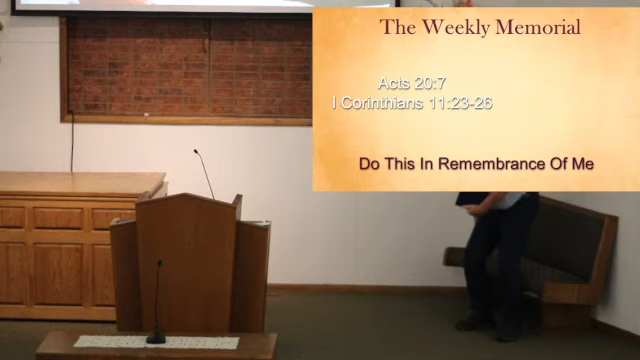 The Weekly Memorial
Acts 20:7
I Corinthians 11:23-26
Do This In Remembrance Of Me